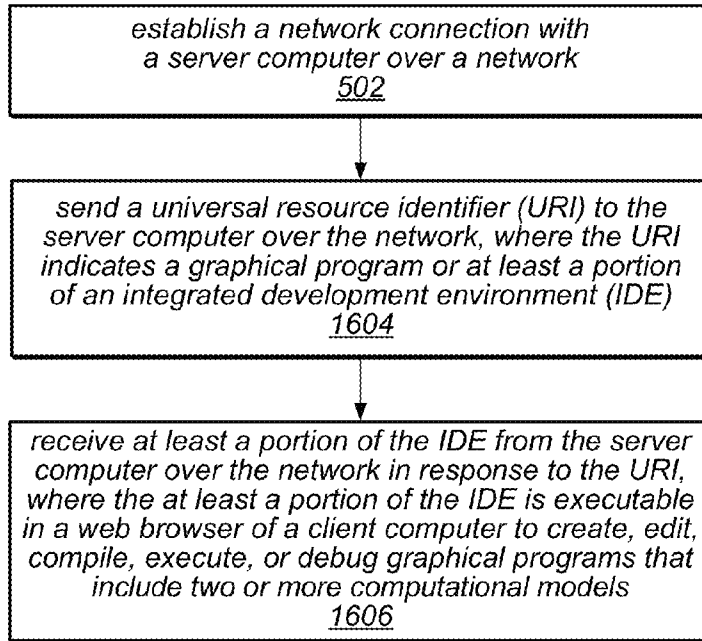 establish a network connection with
a server computer over a network
502
send a universal resource identifier (URI) to the
server computer over the network, where the URI
indicates a graphical program or at least a portion
of an integrated development environment (IDE)
1604
receive at least a portion of the IDE from the server
computer over the network in response to the URI,
where the at least a portion of the IDE is executable
in a web browser of a client computer to create, edit,
compile, execute, or debug graphical programs that
include two or more computational models
1606